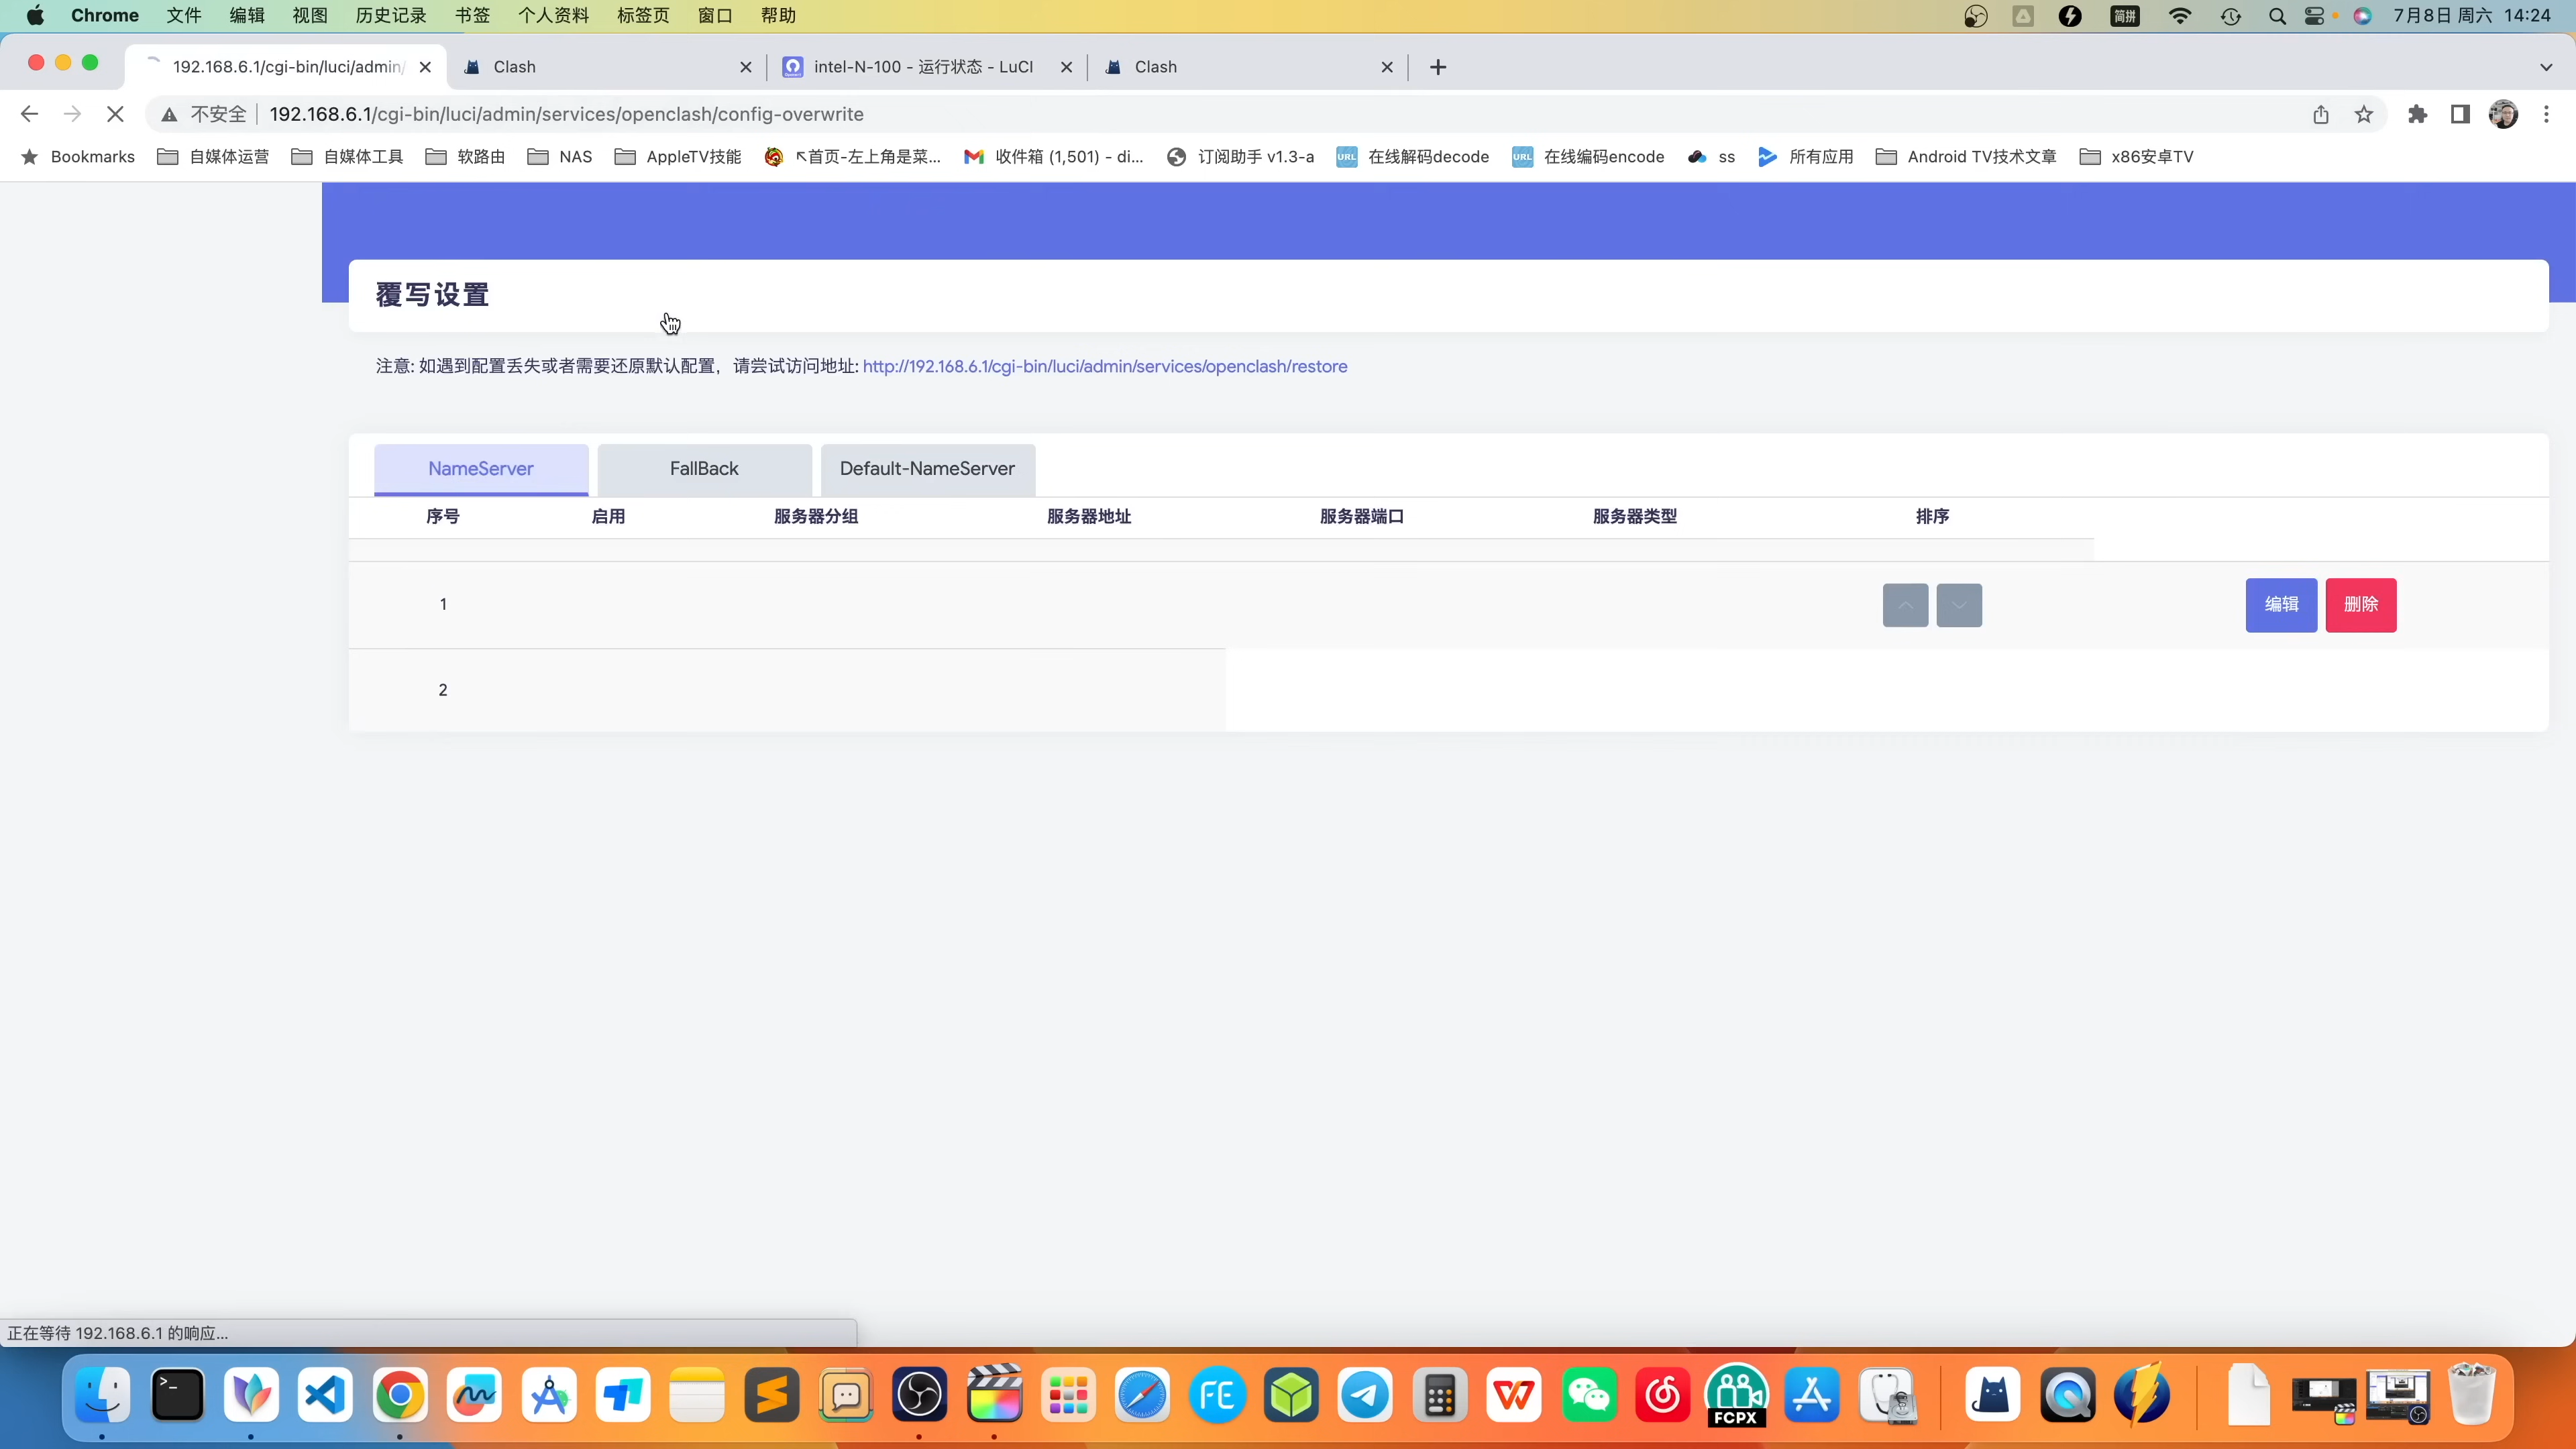 Chrome 文件 编辑 视图 历史记录 书签 个人资料 标签页 窗口 帮助 简拼 7月8日 周六 14:24
192.168.6.1/cgi-bin/luci/admin/ Clash intel-N-100 - 运行状态 - LuCI Clash
不安全 192.168.6.1/cgi-bin/luci/admin/services/openclash/config-overwrite
Bookmarks 自媒体运营 自媒体工具 软路由 NAS AppleTV技能 ↖首页-左上角是菜... 收件箱 (1,501) - di... 订阅助手 v1.3-a URL 在线解码decode URL 在线编码encode ss 所有应用 Android TV技术文章 x86安卓TV
覆写设置
注意: 如遇到配置丢失或者需要还原默认配置，请尝试访问地址: http://192.168.6.1/cgi-bin/luci/admin/services/openclash/restore
NameServer FallBack Default-NameServer
序号 启用 服务器分组 服务器地址 服务器端口 服务器类型 排序
1 编辑 删除
2
正在等待 192.168.6.1 的响应...
FE
FCPX